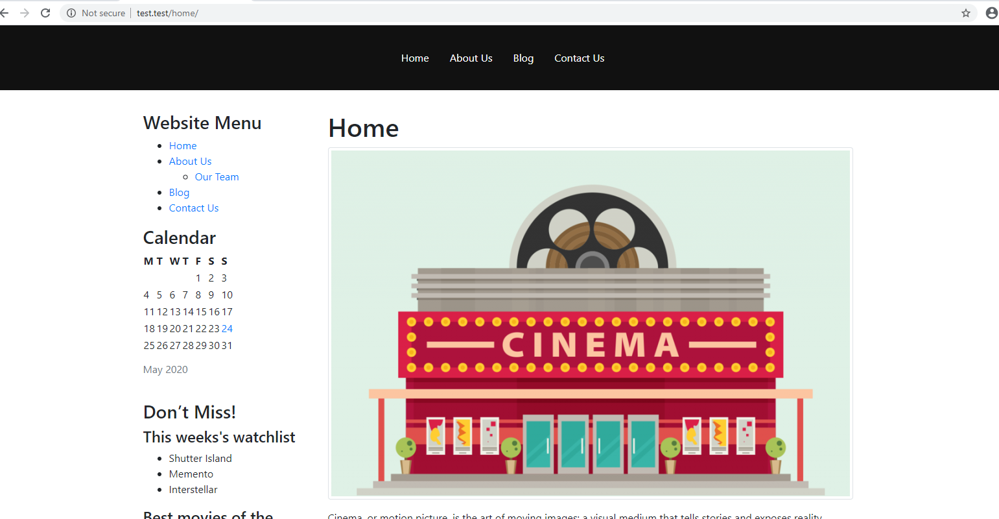 Not secure | test.test/home/
Home About Us Blog Contact Us
Website Menu
Home
About Us
Our Team
Blog
Contact Us
Calendar
M T W T F S S
1 2 3
4 5 6 7 8 9 10
11 12 13 14 15 16 17
18 19 20 21 22 23 24
25 26 27 28 29 30 31
May 2020
Don’t Miss!
This weeks's watchlist
Shutter Island
Memento
Interstellar
Best movies of the
Home
CINEMA
Cinema, or motion picture, is the art of moving images; a visual medium that tells stories and exposes reality.